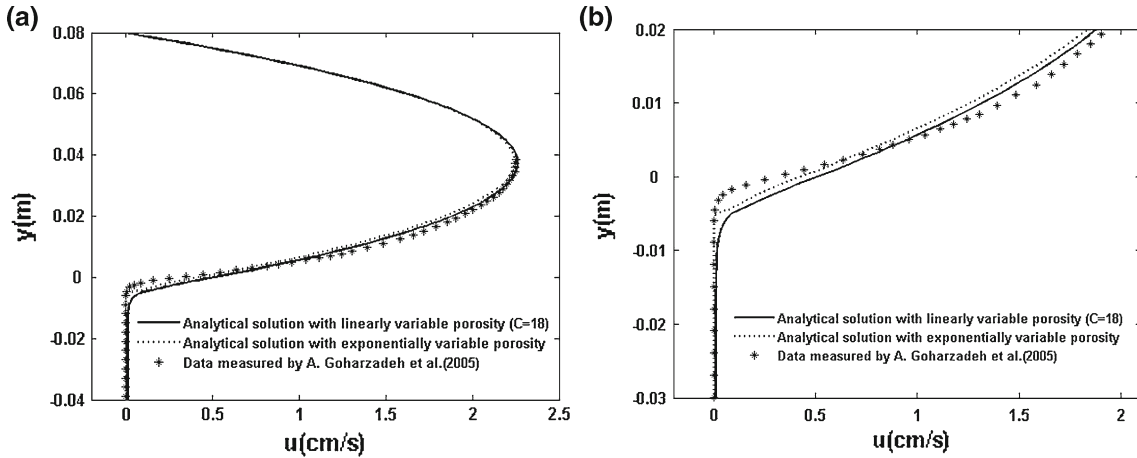 (a)
0.08
0.06
0.04
0.02
0
-0.02
-0.04
y(m)
0
0.5
1
1.5
2
2.5
u(cm/s)
Analytical solution with linearly variable porosity (C=18)
Analytical solution with exponentially variable porosity
Data measured by A. Goharzadeh et al.(2005)
(b)
0.02
0.01
0
-0.01
-0.02
-0.03
y(m)
0
0.5
1
1.5
2
u(cm/s)
Analytical solution with linearly variable porosity (C=18)
Analytical solution with exponentially variable porosity
Data measured by A. Goharzadeh et al.(2005)